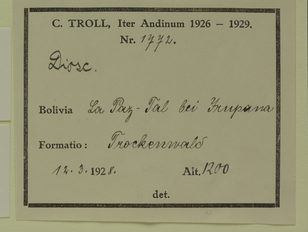 C. TROLL, Iter Andinum 1926 – 1929.
Nr. 1772.
Diosc.
Bolivia La Paz-Tal bei Irupana
Formatio: Trockenwald
12.3.1928. Alt. 1200
det.